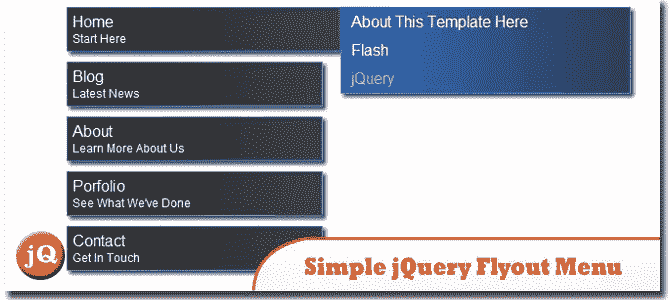 Home
Start Here
About This Template Here
Flash
jQuery
Blog
Latest News
About
Learn More About Us
Porfolio
See What We've Done
Contact
Get In Touch
jQ
Simple jQuery Flyout Menu